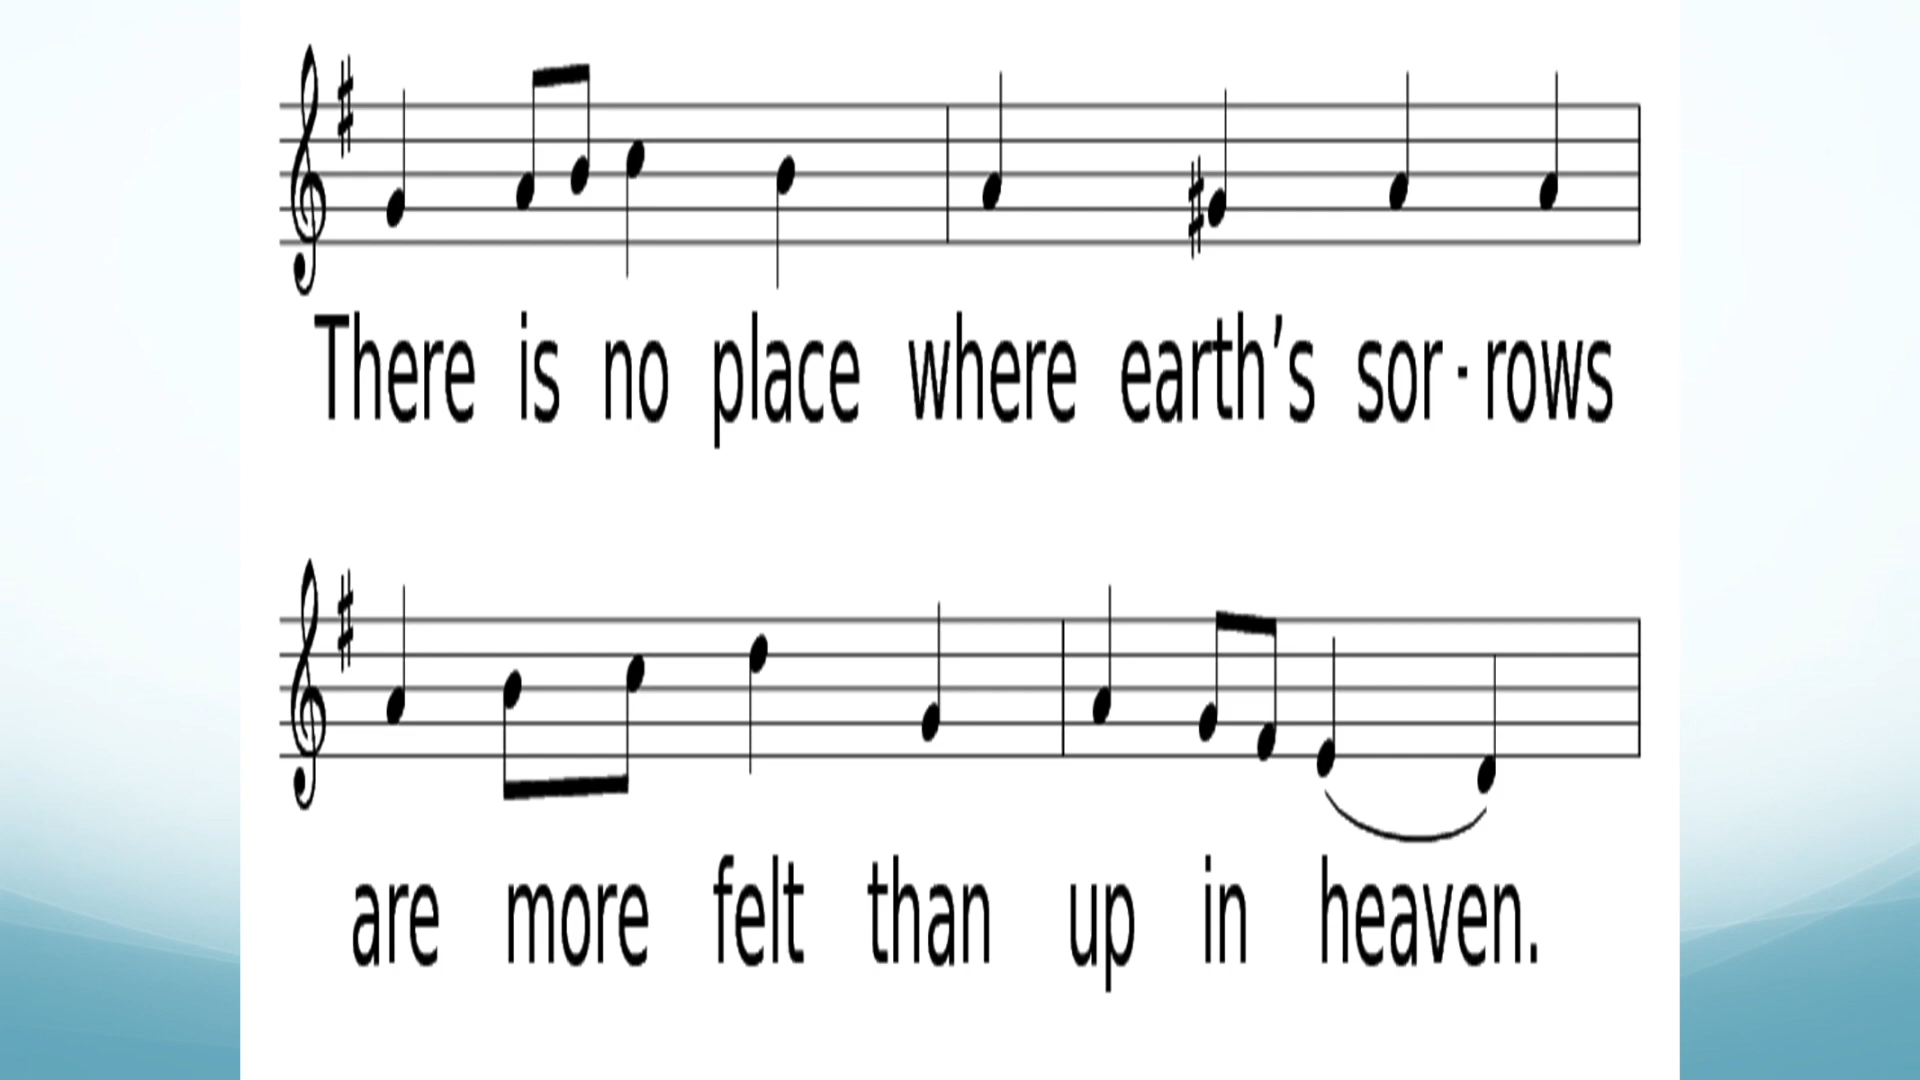 There is no place where earth’s sor·rows
are more felt than up in heaven.